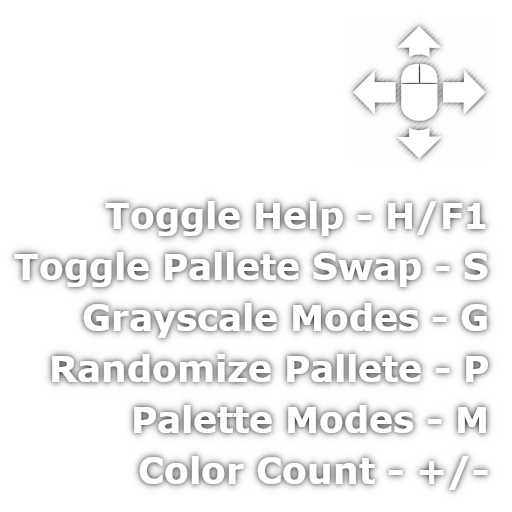 Toggle Help - H/F1
Toggle Pallete Swap - S
Grayscale Modes - G
Randomize Pallete - P
Palette Modes - M
Color Count - +/-